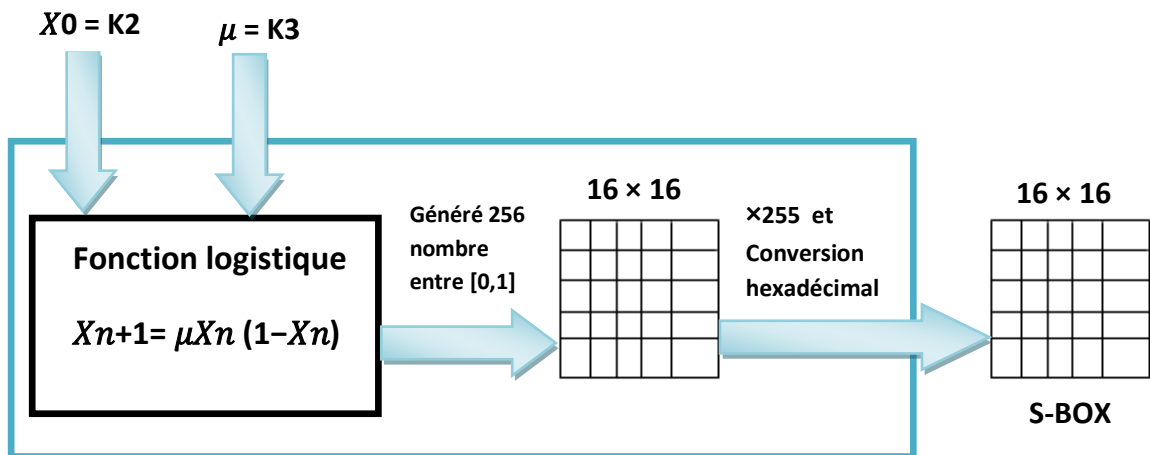 X0 = K2
μ = K3
Fonction logistique
Xn+1= μXn (1−Xn)
Généré 256
nombre
entre [0,1]
16 × 16
×255 et
Conversion
hexadécimal
16 × 16
S-BOX